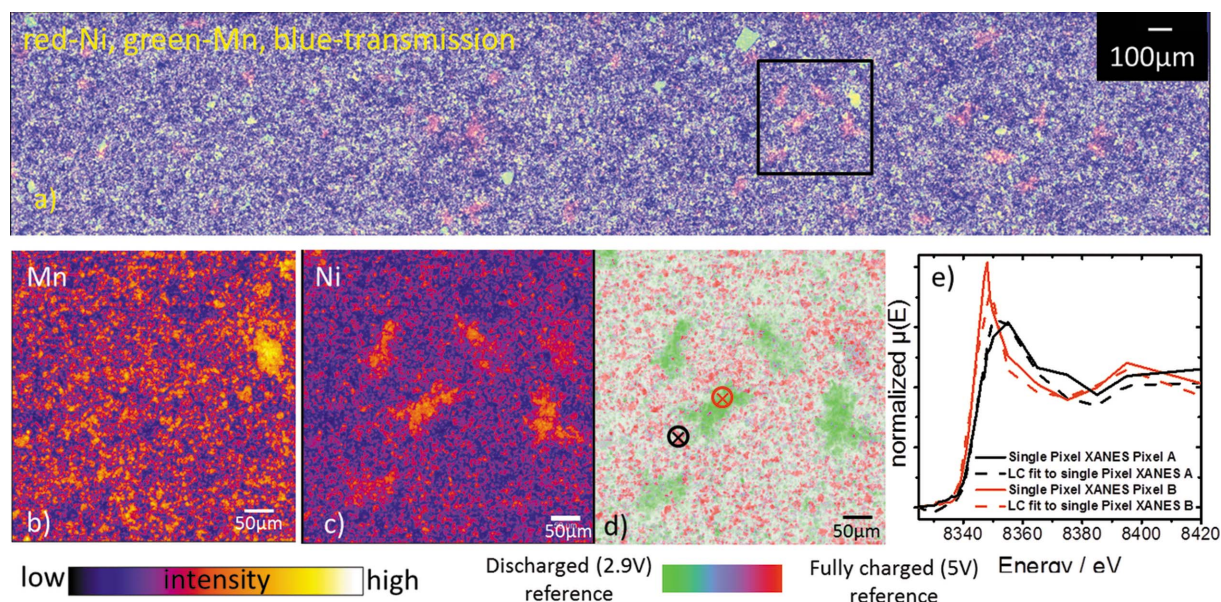 red-Ni, green-Mn, blue-transmission
100µm
a)
Mn
b)
50µm
Ni
c)
50µm
d)
50µm
e)
normalized µ(E)
Single Pixel XANES Pixel A
LC fit to single Pixel XANES A
Single Pixel XANES Pixel B
LC fit to single Pixel XANES B
8340 8360 8380 8400 8420
Energy / eV
low intensity high
Discharged (2.9V)
reference
Fully charged (5V)
reference